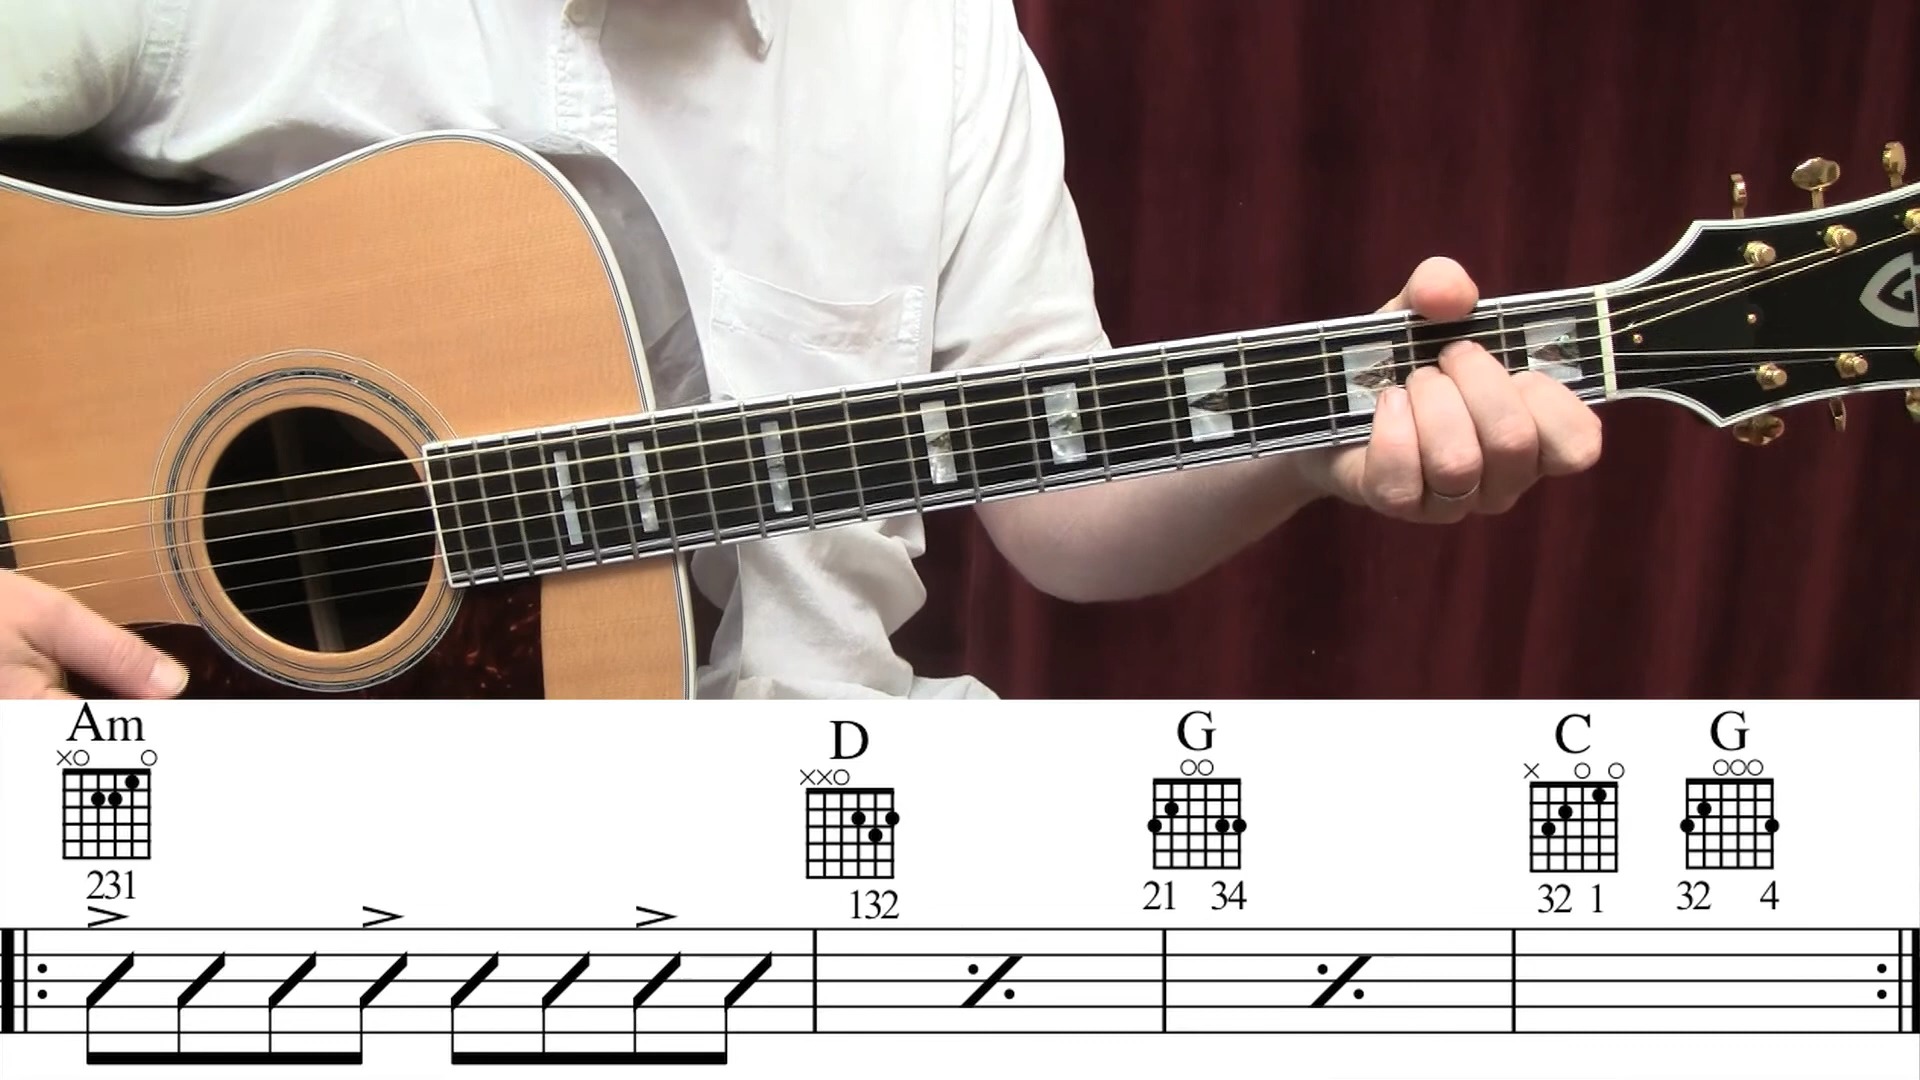 Am
D
G
C
G
×○ ○
××○
○○
× ○ ○
○○○
231
132
21 34
32 1
32 4
G